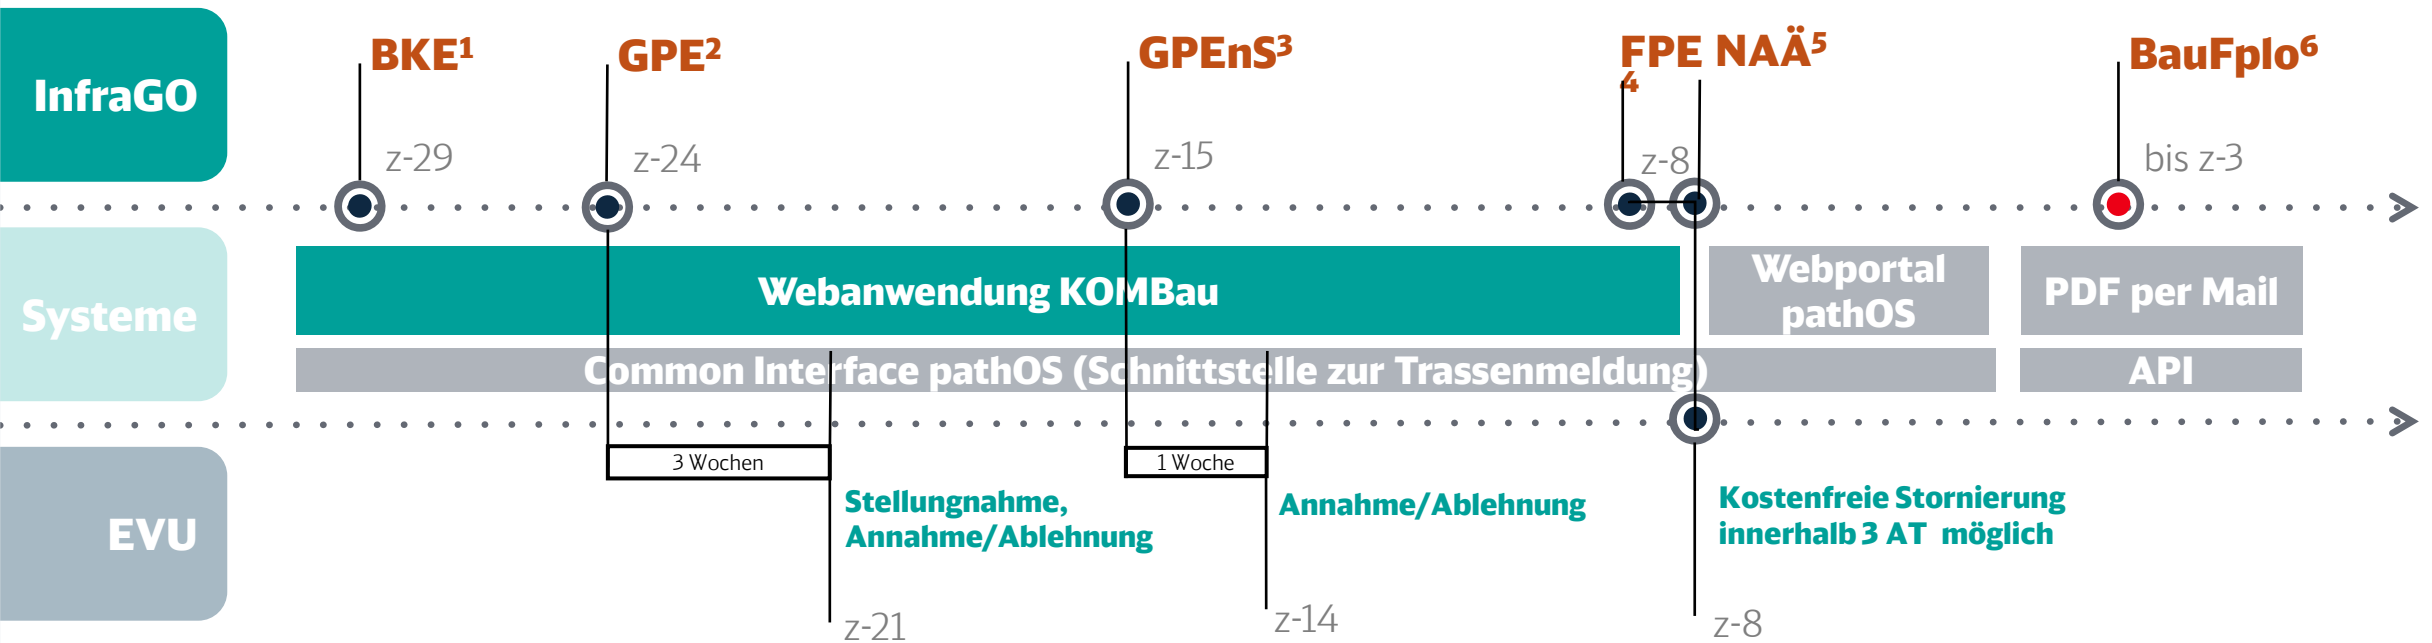 InfraGO
BKE¹
GPE²
GPEnS³
FPE
4
NAÄ⁵
BauFplo⁶
z-29
z-24
z-15
z-8
bis z-3
Systeme
Webanwendung KOMBau
Webportal
pathOS
PDF per Mail
Common Interface pathOS (Schnittstelle zur Trassenmeldung)
API
EVU
3 Wochen
1 Woche
Stellungnahme,
Annahme/Ablehnung
Annahme/Ablehnung
Kostenfreie Stornierung
innerhalb 3 AT möglich
z-21
z-14
z-8